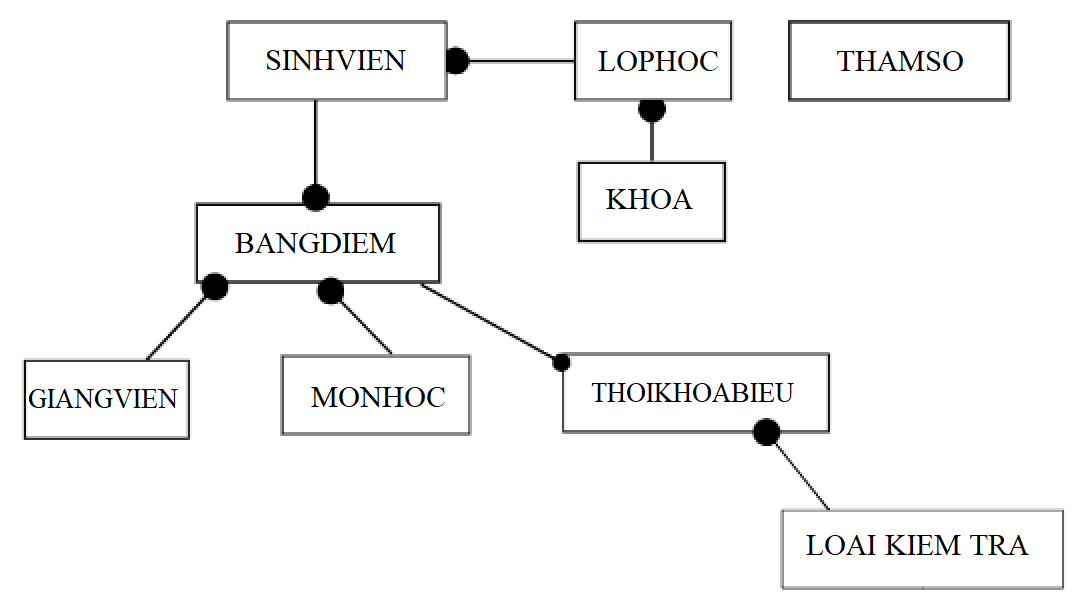 SINHVIEN
LOPHOC
THAMSO
KHOA
BANGDIEM
GIANGVIEN
MONHOC
THOIKHOABIEU
LOAI KIEM TRA